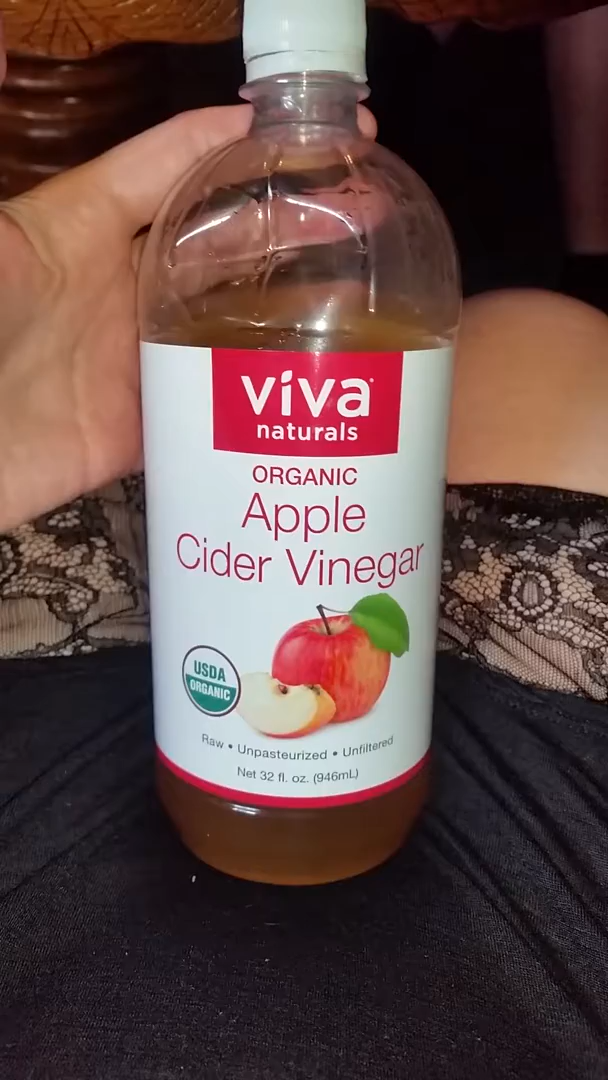 viva
naturals
ORGANIC
Apple
Cider Vinegar
USDA
ORGANIC
Raw • Unpasteurized • Unfiltered
Net 32 fl. oz. (946mL)